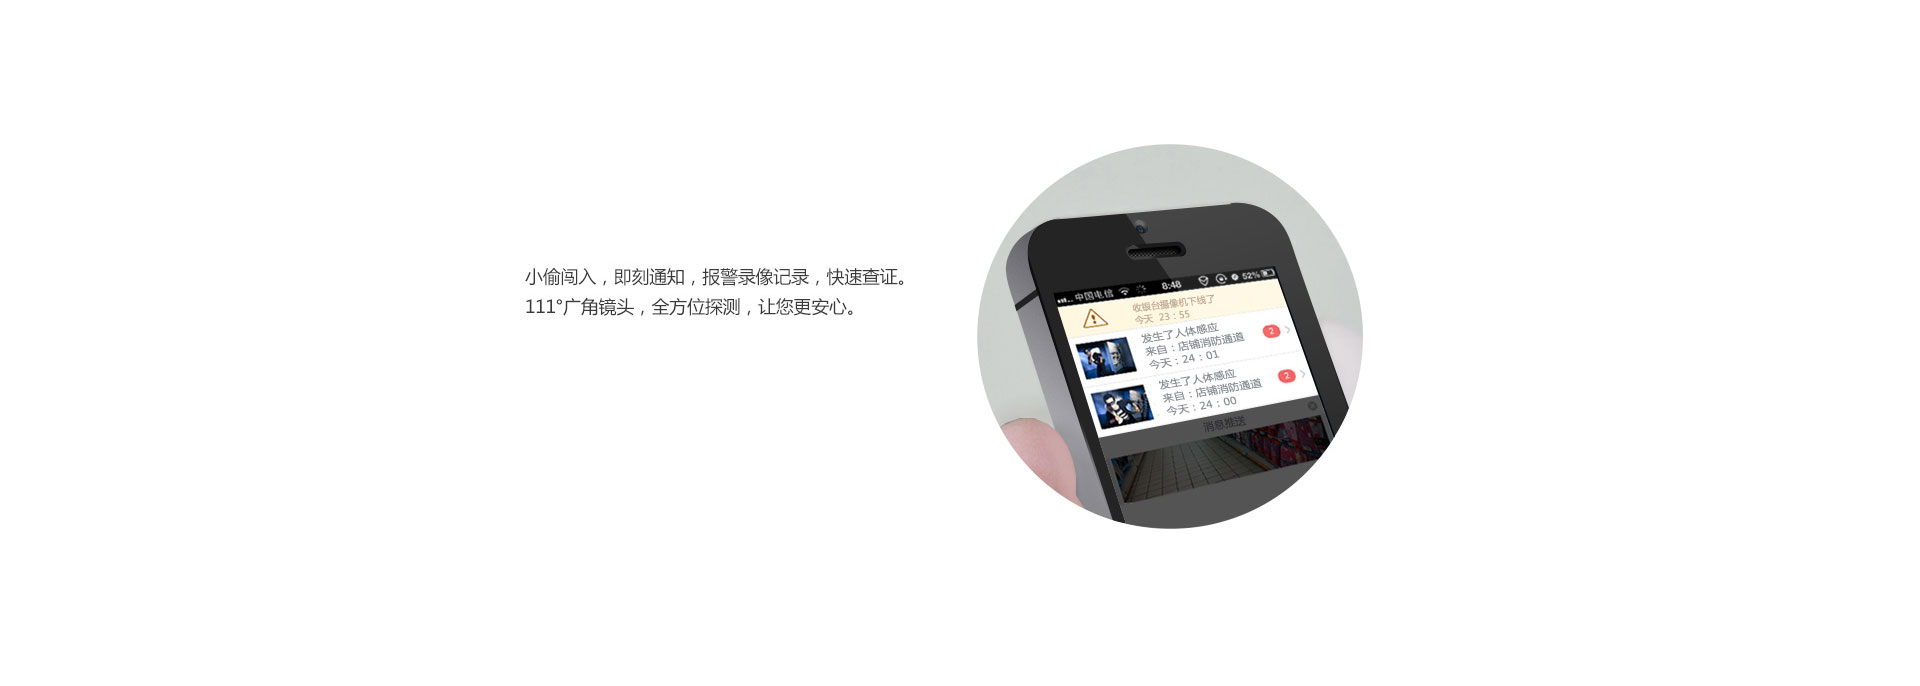 小偷闯入，即刻通知，报警录像记录，快速查证。
111°广角镜头，全方位探测，让您更安心。
中国电信 8:48 52%
收银台摄像机下线了
今天 23：55
发生了人体感应 2
来自：店铺消防通道
今天：24：01
发生了人体感应 2
来自：店铺消防通道
今天：24：00
消息推送